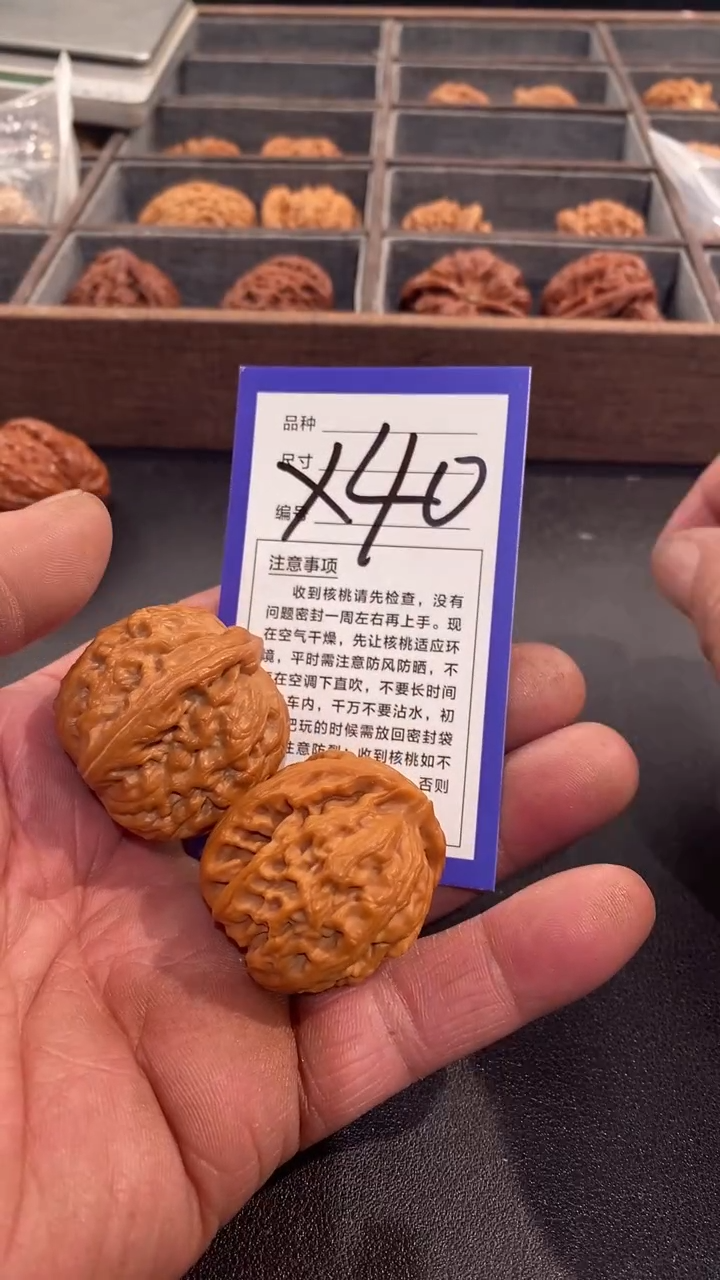 品种
尺寸
X40
编号
注意事项
收到核桃请先检查，没有
问题密封一周左右再上手。现
在空气干燥，先让核桃适应环
境，平时需注意防风防晒，不
在空调下直吹，不要长时间
车内，千万不要沾水，初
把玩的时候需放回密封袋
注意防裂！收到核桃如不
否则